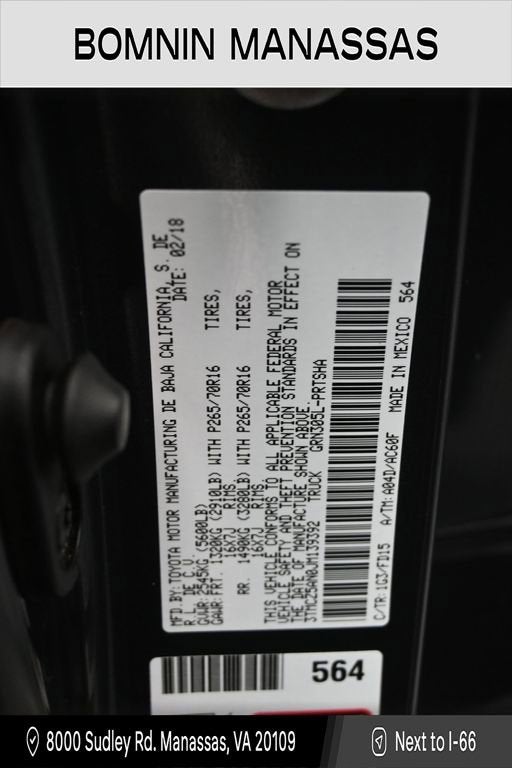 BOMNIN MANASSAS
MFD.BY:TOYOTA MOTOR MANUFACTURING DE BAJA CALIFORNIA, S. DE
R.L. DE C.V. DATE: 02/18
GVWR:2545KG (5600LB)
GAWR:FRT. 1320KG (2910LB) WITH P265/70R16 TIRES,
16X7J RIMS,
RR. 1490KG (3280LB) WITH P265/70R16 TIRES,
16X7J RIMS,
THIS VEHICLE CONFORMS TO ALL APPLICABLE FEDERAL MOTOR
VEHICLE SAFETY AND THEFT PREVENTION STANDARDS IN EFFECT ON
THE DATE OF MANUFACTURE SHOWN ABOVE.
3TMCZ5AN0JM139392 TRUCK GRN305L-PRTSHA
C/TR:1G3/FD15 A/TM:A04D/AC60F MADE IN MEXICO 564
564
8000 Sudley Rd. Manassas, VA 20109
Next to I-66